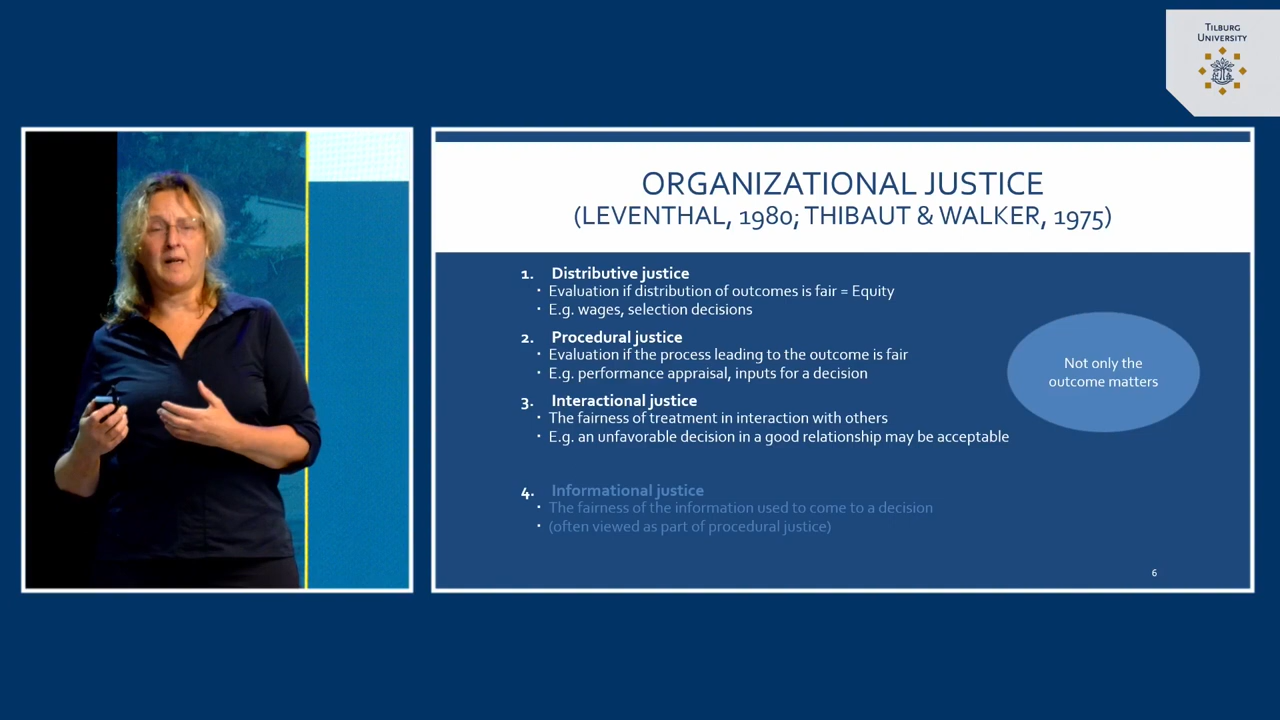 TILBURG
UNIVERSITY
ORGANIZATIONAL JUSTICE
(LEVENTHAL, 1980; THIBAUT & WALKER, 1975)
1. Distributive justice
· Evaluation if distribution of outcomes is fair = Equity
· E.g. wages, selection decisions
2. Procedural justice
· Evaluation if the process leading to the outcome is fair
· E.g. performance appraisal, inputs for a decision
3. Interactional justice
· The fairness of treatment in interaction with others
· E.g. an unfavorable decision in a good relationship may be acceptable
Not only the
outcome matters
4. Informational justice
· The fairness of the information used to come to a decision
· (often viewed as part of procedural justice)
6